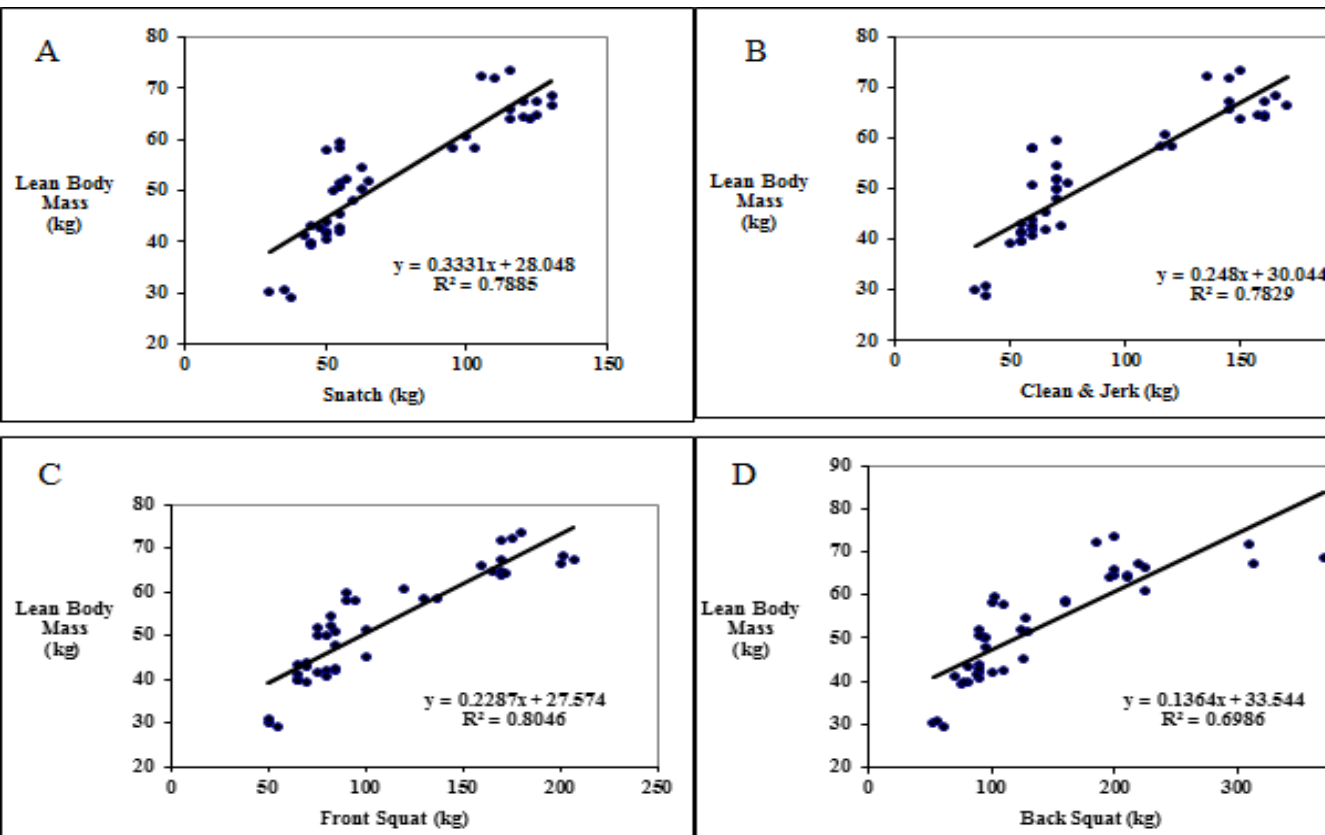 A
80
70
60
50
40
30
20
Lean Body
Mass
(kg)
y = 0.3331x + 28.048
R² = 0.7885
0 50 100 150
Snatch (kg)
B
80
70
60
50
40
30
20
Lean Body
Mass
(kg)
y = 0.248x + 30.044
R² = 0.7829
0 50 100 150
Clean & Jerk (kg)
C
80
70
60
50
40
30
20
Lean Body
Mass
(kg)
y = 0.2287x + 27.574
R² = 0.8046
0 50 100 150 200 250
Front Squat (kg)
D
90
80
70
60
50
40
30
20
Lean Body
Mass
(kg)
y = 0.1364x + 33.544
R² = 0.6986
0 100 200 300
Back Squat (kg)